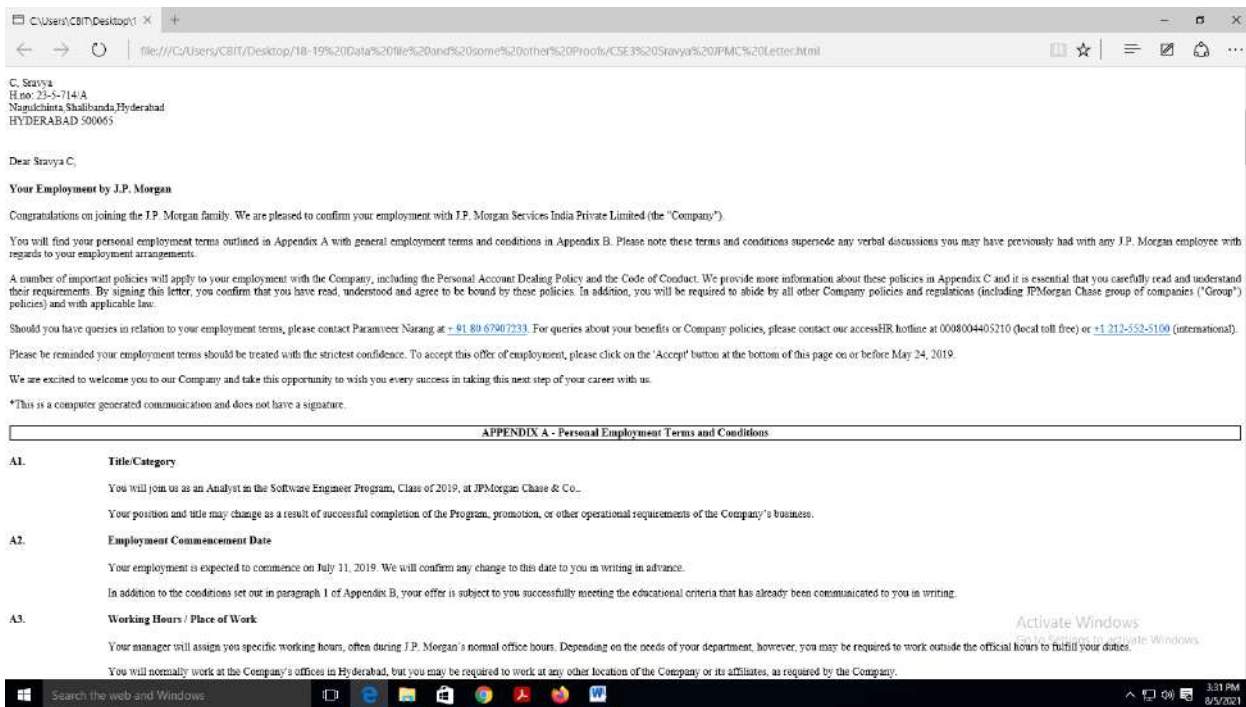 C:\Users\CBIT\Desktop\1
file:///C:/Users/CBIT/Desktop/18-19%20Data%20file%20and%20some%20other%20Proofs/CSE3%20Sravya%20JPMC%20Letter.html
C, Sravya
H.no: 23-5-714/A
Nagulchinta,Shalibanda,Hyderabad
HYDERABAD 500065
Dear Sravya C,
Your Employment by J.P. Morgan
Congratulations on joining the J.P. Morgan family. We are pleased to confirm your employment with J.P. Morgan Services India Private Limited (the "Company").
You will find your personal employment terms outlined in Appendix A with general employment terms and conditions in Appendix B. Please note these terms and conditions supersede any verbal discussions you may have previously had with any J.P. Morgan employee with
regards to your employment arrangements.
A number of important policies will apply to your employment with the Company, including the Personal Account Dealing Policy and the Code of Conduct. We provide more information about these policies in Appendix C and it is essential that you carefully read and understand
their requirements. By signing this letter, you confirm that you have read, understood and agree to be bound by these policies. In addition, you will be required to abide by all other Company policies and regulations (including JPMorgan Chase group of companies ("Group")
policies) and with applicable law.
Should you have queries in relation to your employment terms, please contact Paramveer Narang at + 91 80 67907233. For queries about your benefits or Company policies, please contact our accessHR hotline at 0008004405210 (local toll free) or +1 212-552-5100 (international).
Please be reminded your employment terms should be treated with the strictest confidence. To accept this offer of employment, please click on the 'Accept' button at the bottom of this page on or before May 24, 2019.
We are excited to welcome you to our Company and take this opportunity to wish you every success in taking this next step of your career with us.
*This is a computer generated communication and does not have a signature.
APPENDIX A - Personal Employment Terms and Conditions
A1. Title/Category
You will join us as an Analyst in the Software Engineer Program, Class of 2019, at JPMorgan Chase & Co..
Your position and title may change as a result of successful completion of the Program, promotion, or other operational requirements of the Company's business.
A2. Employment Commencement Date
Your employment is expected to commence on July 11, 2019. We will confirm any change to this date to you in writing in advance.
In addition to the conditions set out in paragraph 1 of Appendix B, your offer is subject to you successfully meeting the educational criteria that has already been communicated to you in writing.
A3. Working Hours / Place of Work
Activate Windows
Go to Settings to activate Windows.
Your manager will assign you specific working hours, often during J.P. Morgan's normal office hours. Depending on the needs of your department, however, you may be required to work outside the official hours to fulfill your duties.
You will normally work at the Company's offices in Hyderabad, but you may be required to work at any other location of the Company or its affiliates, as required by the Company.
Search the web and Windows
3:31 PM
8/5/2021